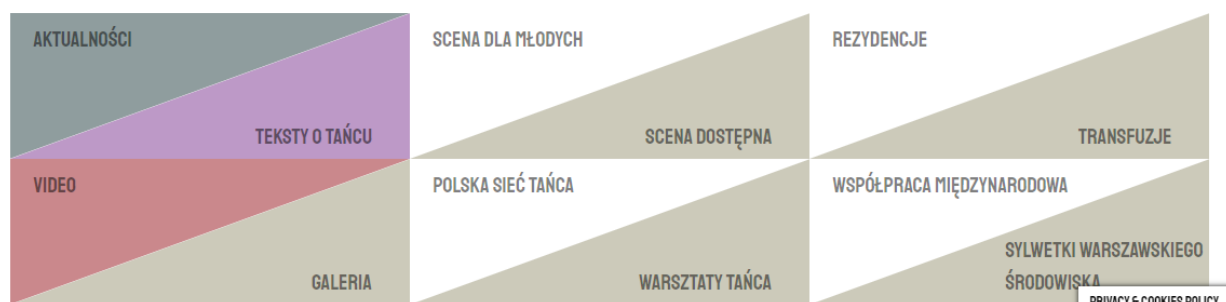 AKTUALNOŚCI
TEKSTY O TAŃCU
SCENA DLA MŁODYCH
SCENA DOSTĘPNA
REZYDENCJE
TRANSFUZJE
VIDEO
GALERIA
POLSKA SIEĆ TAŃCA
WARSZTATY TAŃCA
WSPÓŁPRACA MIĘDZYNARODOWA
SYLWETKI WARSZAWSKIEGO
ŚRODOWISKA
PRIVACY & COOKIES POLICY